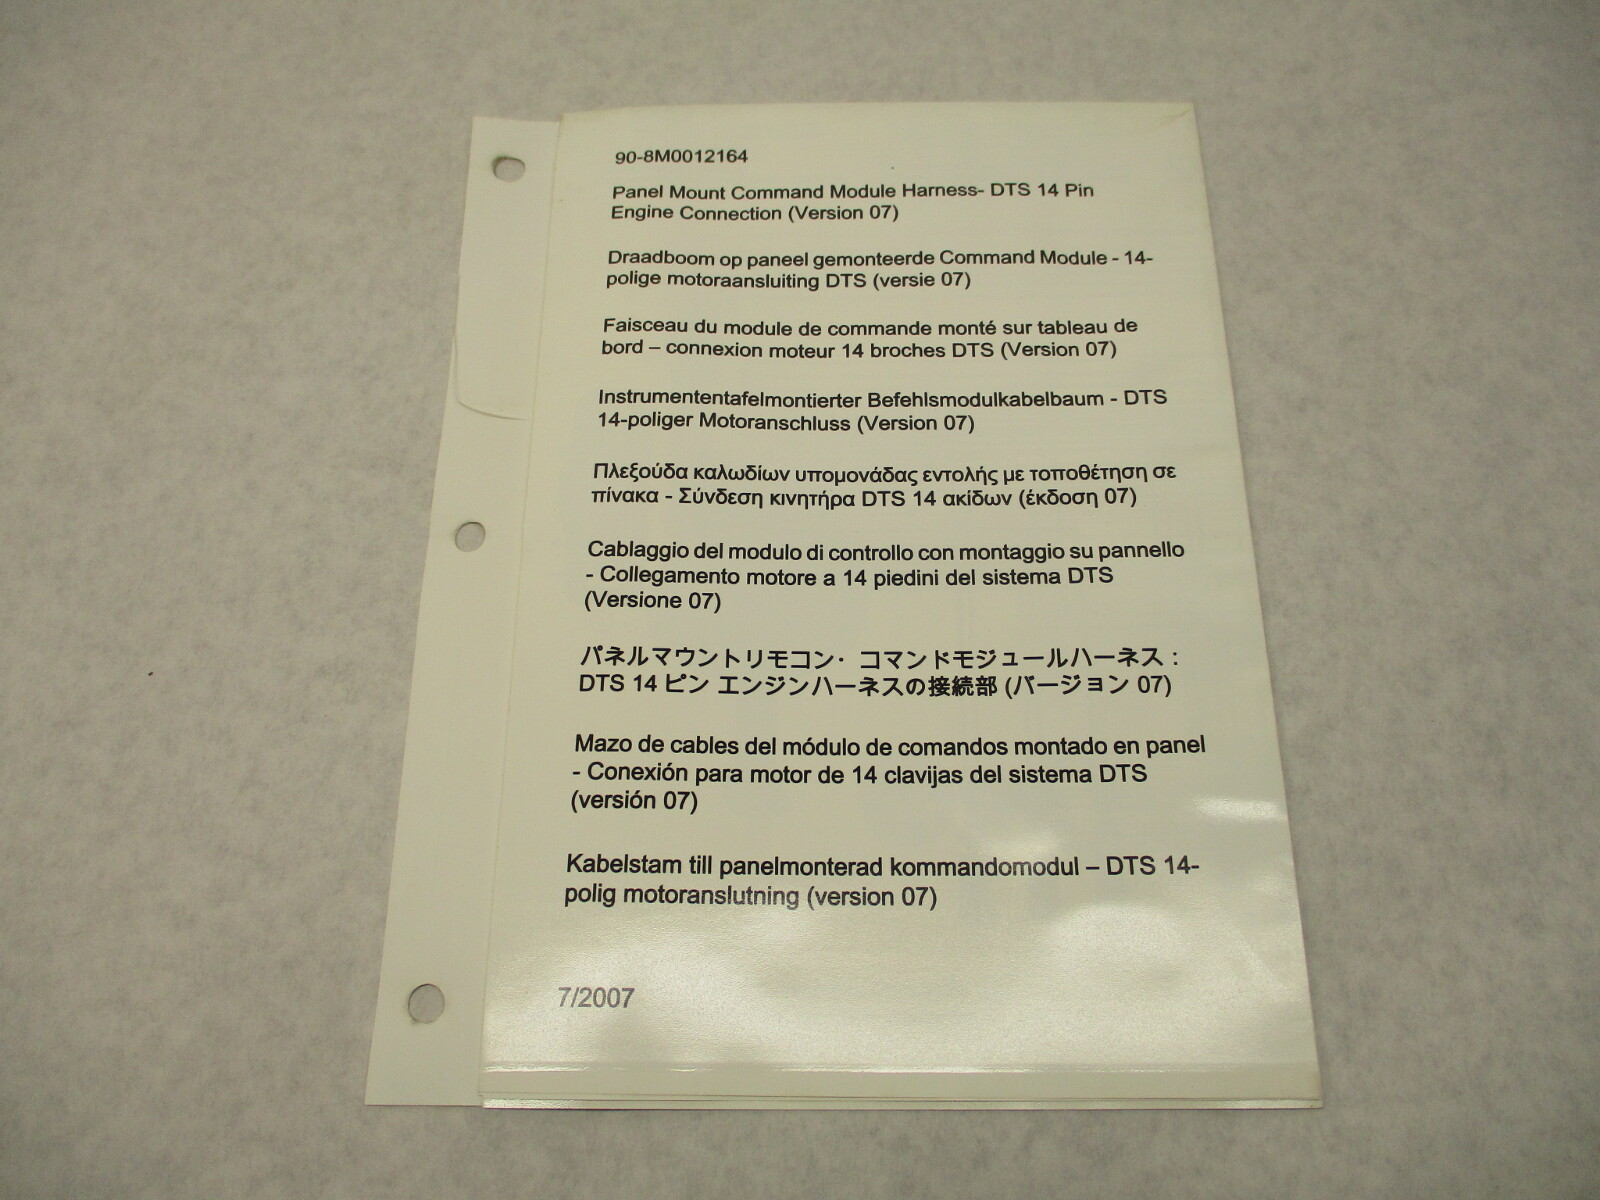 90-8M0012164
Panel Mount Command Module Harness- DTS 14 Pin
Engine Connection (Version 07)
Draadboom op paneel gemonteerde Command Module - 14-
polige motoraansluiting DTS (versie 07)
Faisceau du module de commande monté sur tableau de
bord – connexion moteur 14 broches DTS (Version 07)
Instrumententafelmontierter Befehlsmodulkabelbaum - DTS
14-poliger Motoranschluss (Version 07)
Πλεξούδα καλωδίων υπομονάδας εντολής με τοποθέτηση σε
πίνακα - Σύνδεση κινητήρα DTS 14 ακίδων (έκδοση 07)
Cablaggio del modulo di controllo con montaggio su pannello
- Collegamento motore a 14 piedini del sistema DTS
(Versione 07)
パネルマウントリモコン・ コマンドモジュールハーネス：
DTS 14 ピン エンジンハーネスの接続部 (バージョン 07)
Mazo de cables del módulo de comandos montado en panel
- Conexión para motor de 14 clavijas del sistema DTS
(versión 07)
Kabelstam till panelmonterad kommandomodul – DTS 14-
polig motoranslutning (version 07)
7/2007